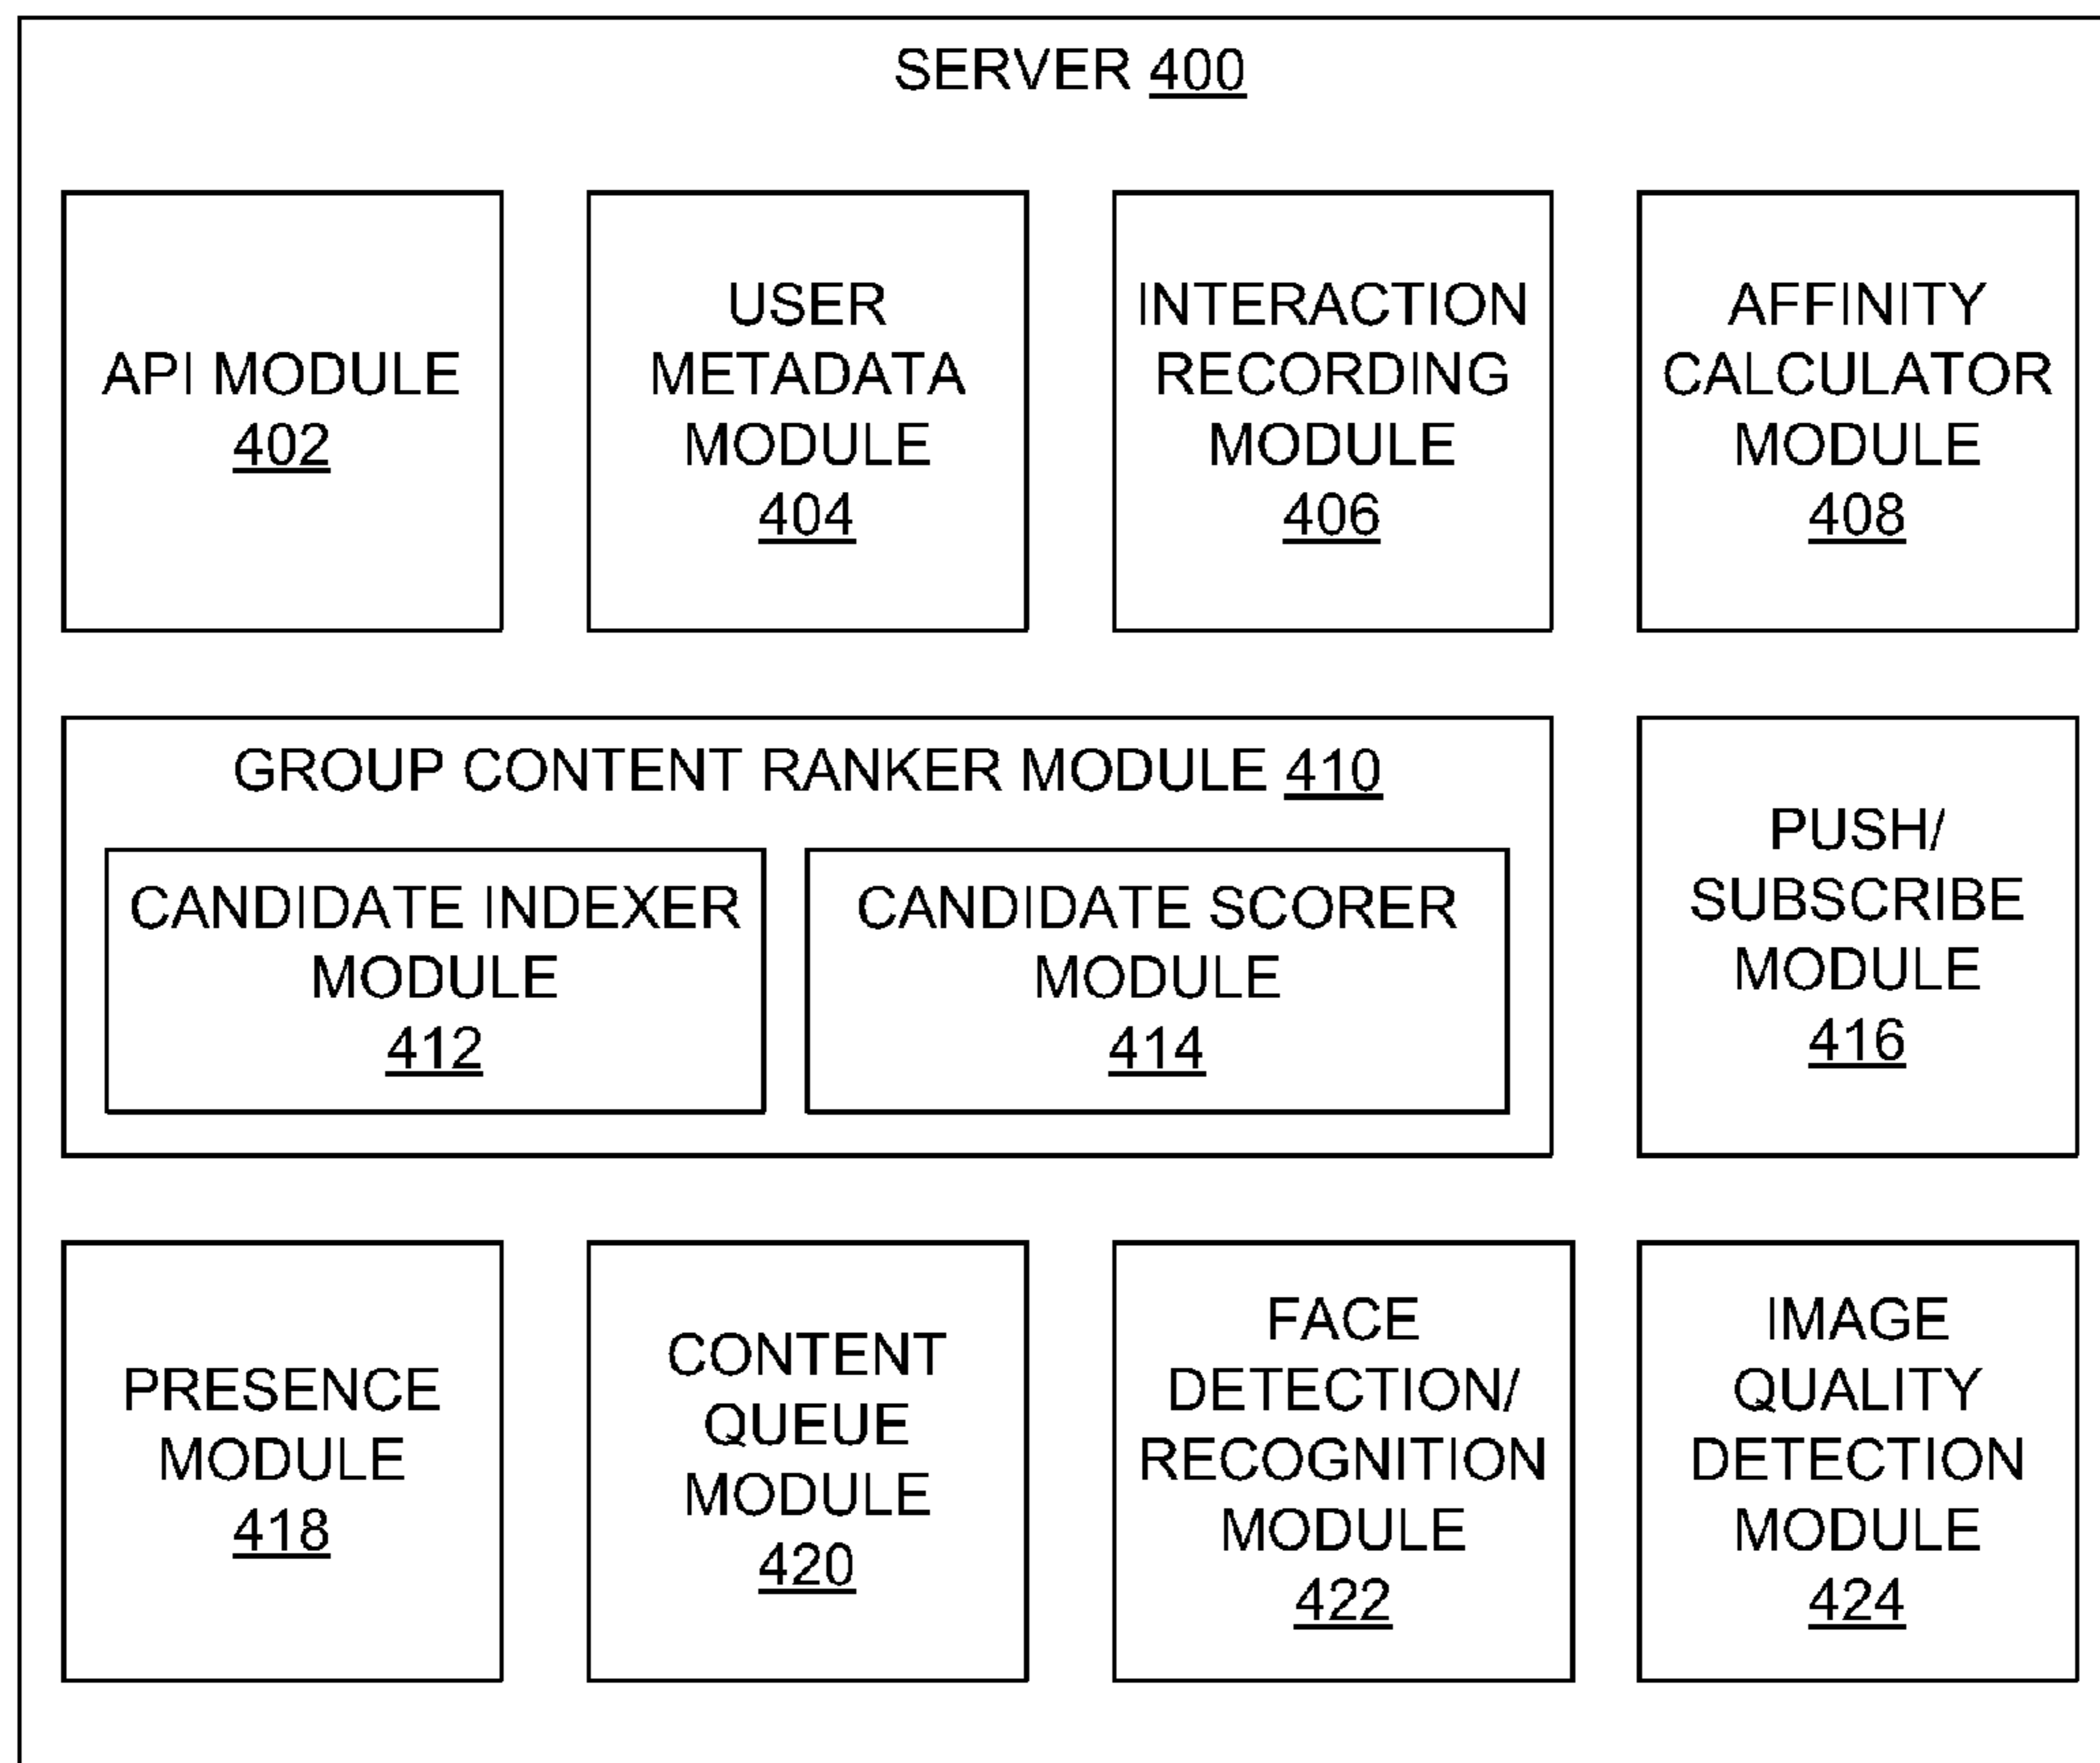 SERVER 400
API MODULE
402
USER
METADATA
MODULE
404
INTERACTION
RECORDING
MODULE
406
AFFINITY
CALCULATOR
MODULE
408
GROUP CONTENT RANKER MODULE 410
CANDIDATE INDEXER
MODULE
412
CANDIDATE SCORER
MODULE
414
PUSH/
SUBSCRIBE
MODULE
416
PRESENCE
MODULE
418
CONTENT
QUEUE
MODULE
420
FACE
DETECTION/
RECOGNITION
MODULE
422
IMAGE
QUALITY
DETECTION
MODULE
424